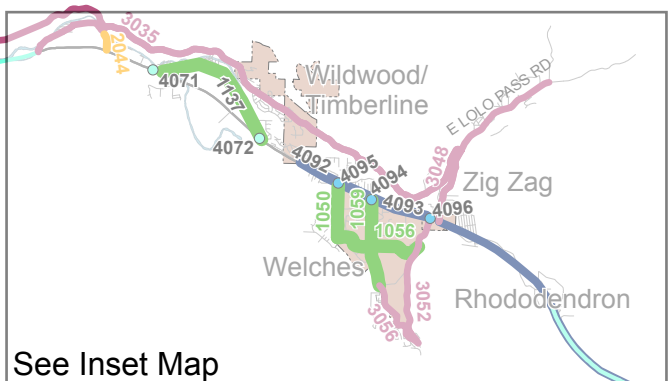 3035
2044
4071
1137
4072
Wildwood/
Timberline
E LOLO PASS RD
4092
4095
4094
3048
Zig Zag
4093
4096
1050
1059
1056
Welches
3052
3056
Rhododendron
See Inset Map